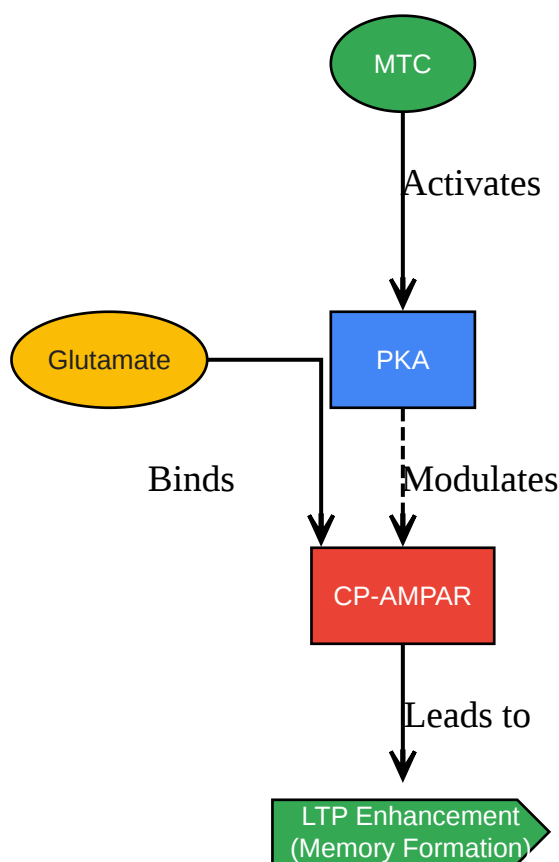 MTC
Activates
Glutamate
PKA
Binds
Modulates
CP-AMPAR
Leads to
LTP Enhancement
(Memory Formation)